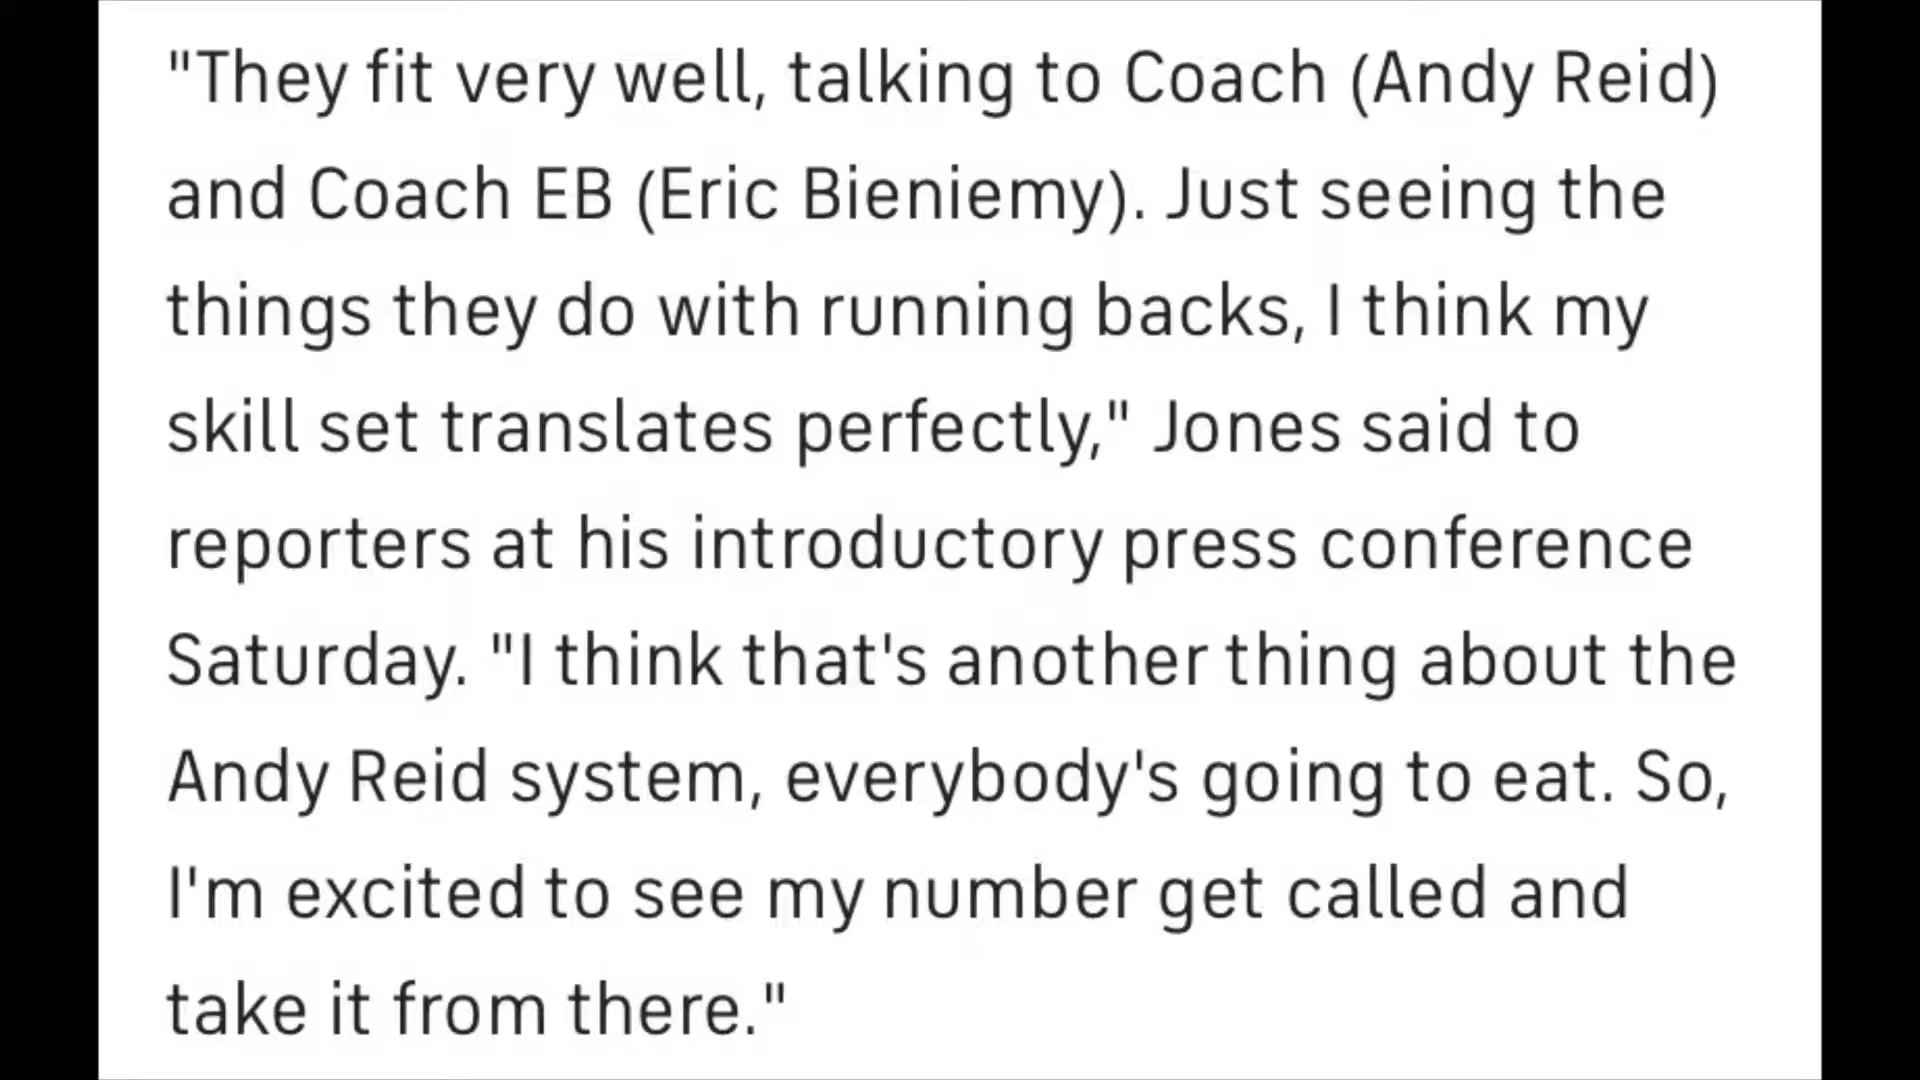 "They fit very well, talking to Coach (Andy Reid)
and Coach EB (Eric Bieniemy). Just seeing the
things they do with running backs, I think my
skill set translates perfectly," Jones said to
reporters at his introductory press conference
Saturday. "I think that's another thing about the
Andy Reid system, everybody's going to eat. So,
I'm excited to see my number get called and
take it from there."